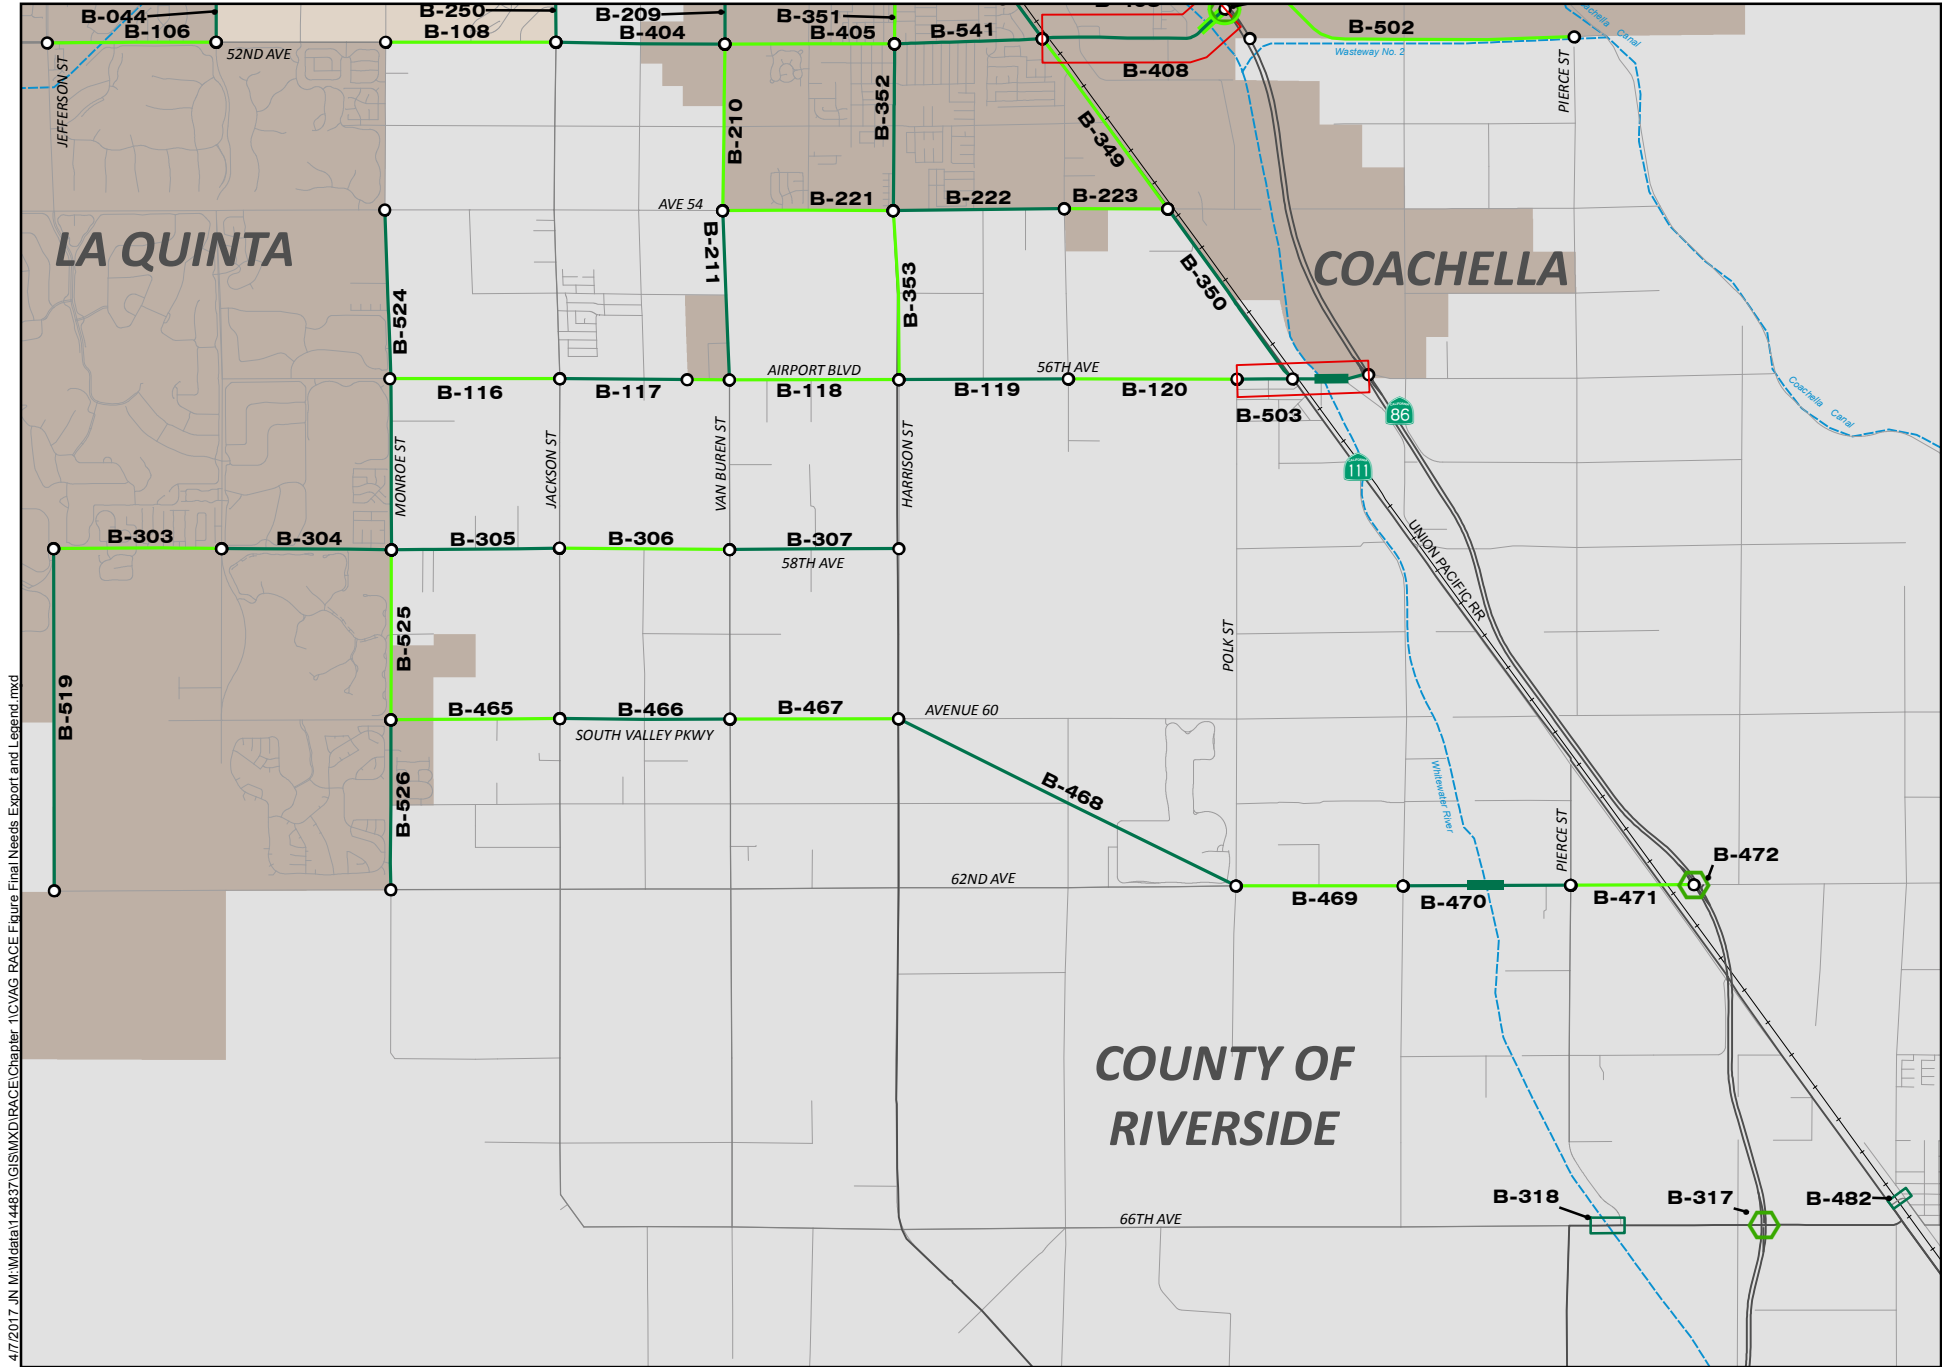 B-044
B-250
B-209
B-351
B-106
B-108
B-404
B-405
B-541
B-502
52ND AVE
Wasteway No. 2
Coachella Canal
B-408
JEFFERSON ST
PIERCE ST
B-210
B-352
B-349
AVE 54
B-221
B-222
B-223
LA QUINTA
COACHELLA
B-211
B-353
B-350
B-524
AIRPORT BLVD
56TH AVE
B-116
B-117
B-118
B-119
B-120
B-503
CALIFORNIA
86
Coachella Canal
MONROE ST
JACKSON ST
VAN BUREN ST
HARRISON ST
CALIFORNIA
111
UNION PACIFIC RR
B-303
B-304
B-305
B-306
B-307
58TH AVE
B-525
POLK ST
B-519
B-465
B-466
B-467
AVENUE 60
SOUTH VALLEY PKWY
B-526
B-468
Whitewater River
PIERCE ST
B-472
62ND AVE
B-469
B-470
B-471
COUNTY OF
RIVERSIDE
B-318
B-317
B-482
66TH AVE
4/7/2017 JN M:\Mdata\144837\GIS\MXD\RACE\Chapter 1\CVAG RACE Figure Final Needs Export and Legend.mxd